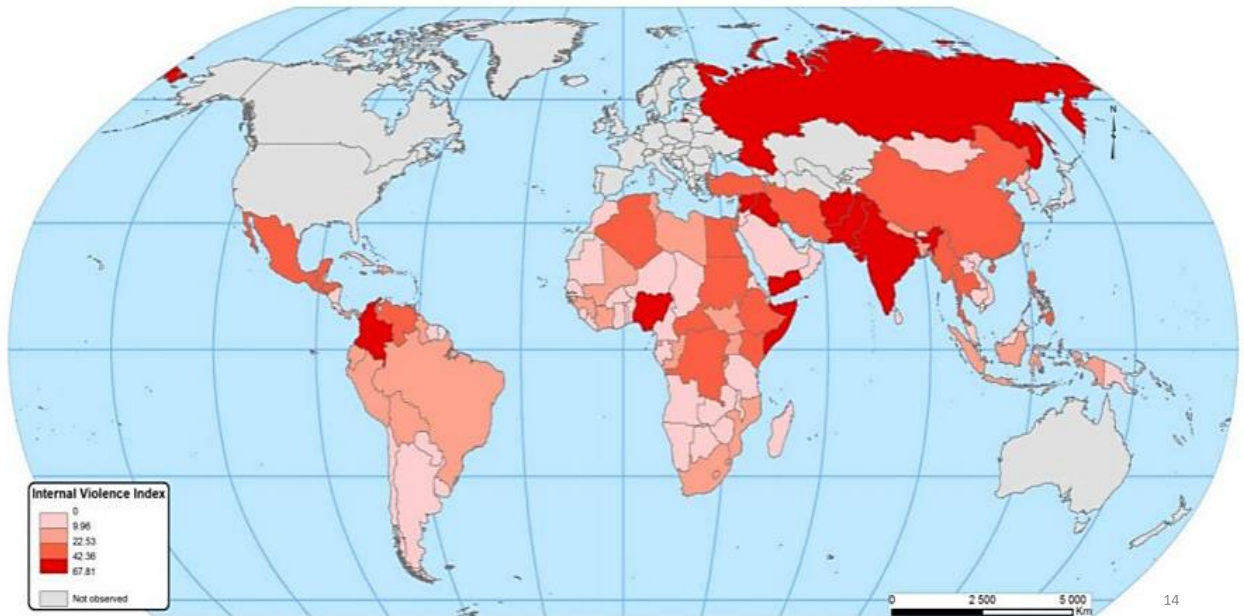 N
Internal Violence Index
0
9.96
22.53
42.36
67.81
Not observed
0 2 500 5 000
Km
14